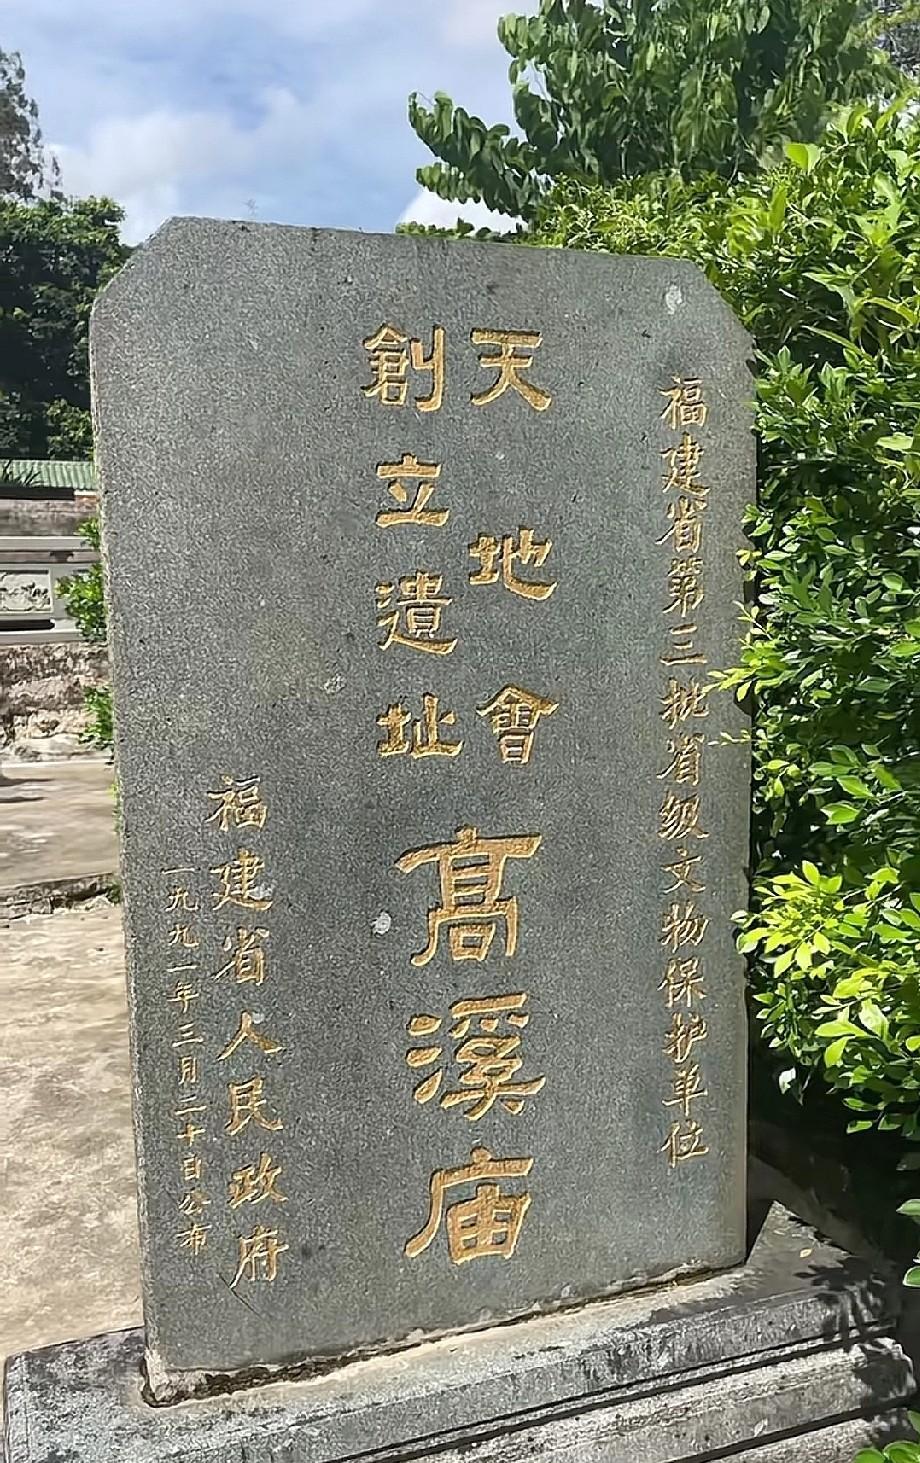 福建省第三批省级文物保护单位
天地會
創立遺址
高溪庙
福建省人民政府
一九九一年三月二十日公布